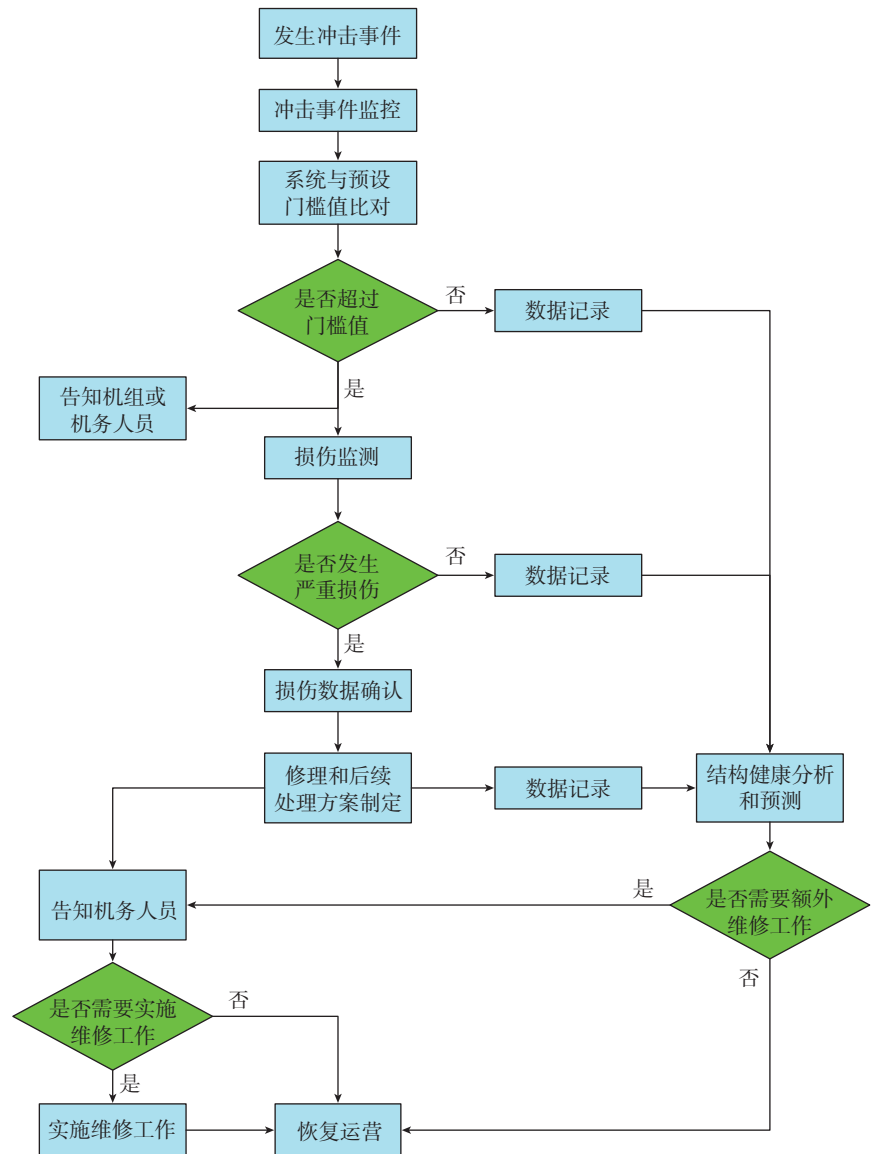 发生冲击事件
冲击事件监控
系统与预设
门槛值比对
是否超过
门槛值
否
数据记录
是
告知机组或
机务人员
损伤监测
是否发生
严重损伤
否
数据记录
是
损伤数据确认
修理和后续
处理方案制定
数据记录
结构健康分析
和预测
告知机务人员
是
是否需要额外
维修工作
否
是否需要实施
维修工作
否
是
实施维修工作
恢复运营